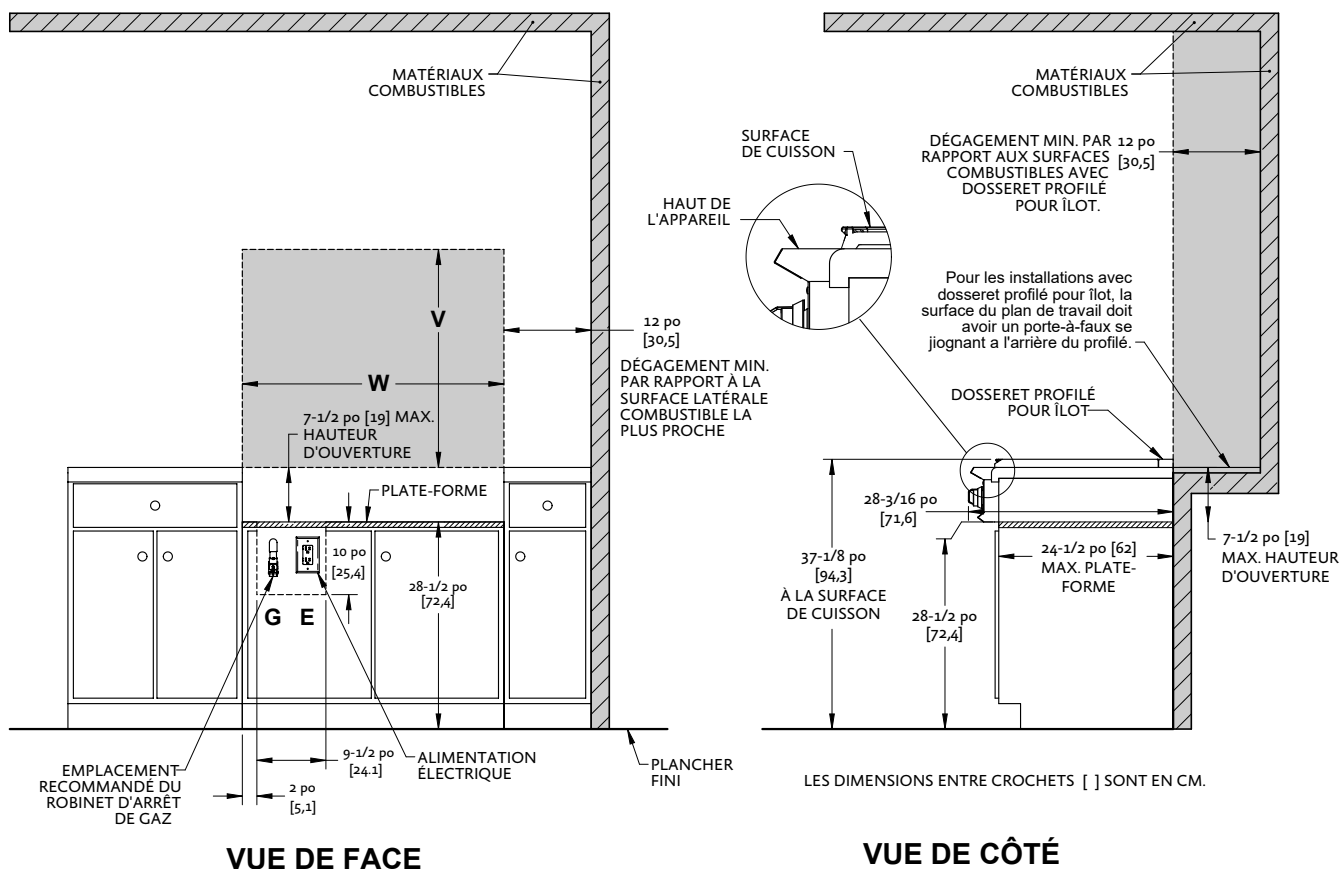 MATÉRIAUX
COMBUSTIBLES
V
W
12 po
[30,5]
DÉGAGEMENT MIN.
PAR RAPPORT À LA
SURFACE LATÉRALE
COMBUSTIBLE LA
PLUS PROCHE
7-1/2 po [19] MAX.
HAUTEUR
D'OUVERTURE
PLATE-FORME
10 po
[25,4]
28-1/2 po
[72,4]
G E
9-1/2 po
[24.1]
2 po
[5,1]
EMPLACEMENT
RECOMMANDÉ DU
ROBINET D'ARRÊT
DE GAZ
ALIMENTATION
ÉLECTRIQUE
PLANCHER
FINI
VUE DE FACE
MATÉRIAUX
COMBUSTIBLES
SURFACE
DE CUISSON
HAUT DE
L'APPAREIL
DÉGAGEMENT MIN. PAR
RAPPORT AUX SURFACES
COMBUSTIBLES AVEC
DOSSERET PROFILÉ
POUR ÎLOT.
12 po
[30,5]
Pour les installations avec
dosseret profilé pour îlot, la
surface du plan de travail doit
avoir un porte-à-faux se
jiognant a l'arrière du profilé.
DOSSERET PROFILÉ
POUR ÎLOT
28-3/16 po
[71,6]
37-1/8 po
[94,3]
À LA SURFACE
DE CUISSON
24-1/2 po [62]
MAX. PLATE-
FORME
28-1/2 po
[72,4]
7-1/2 po [19]
MAX. HAUTEUR
D'OUVERTURE
LES DIMENSIONS ENTRE CROCHETS [ ] SONT EN CM.
VUE DE CÔTÉ